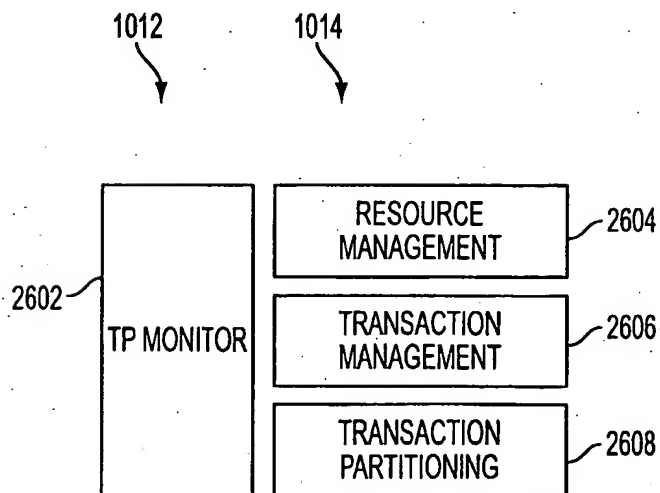 1012
1014
RESOURCE
MANAGEMENT
2604
2602
TP MONITOR
TRANSACTION
MANAGEMENT
2606
TRANSACTION
PARTITIONING
2608